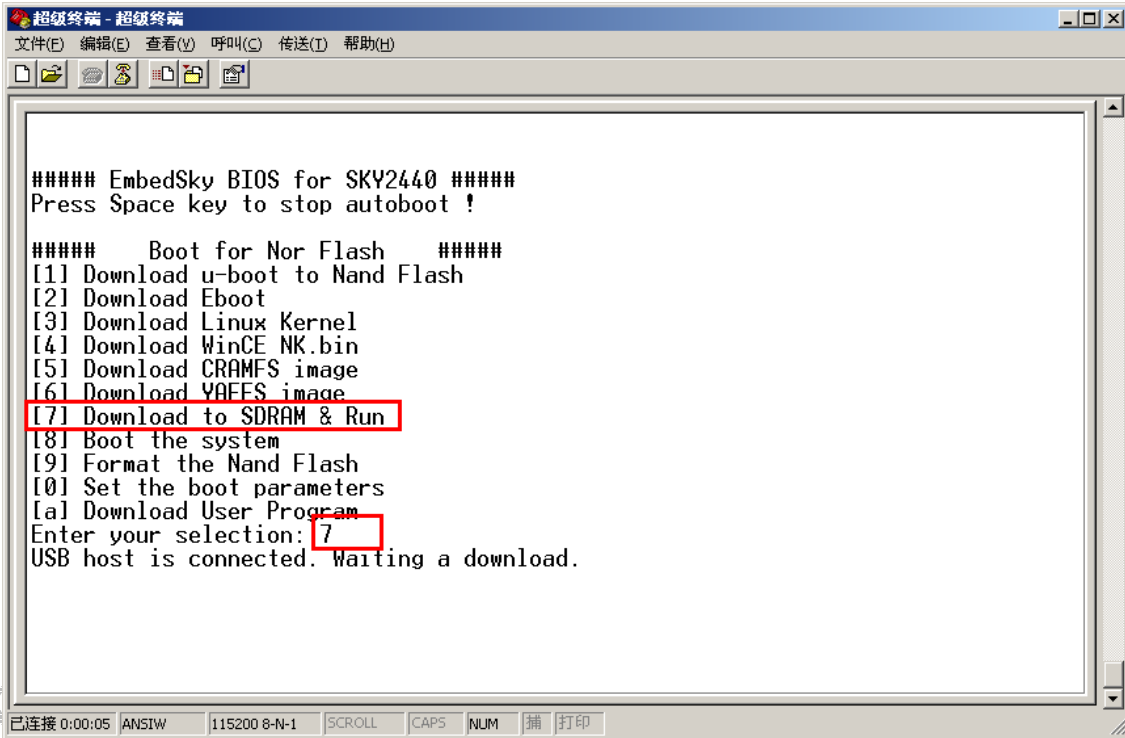 超级终端 - 超级终端
文件(F) 编辑(E) 查看(V) 呼叫(C) 传送(T) 帮助(H)
##### EmbedSky BIOS for SKY2440 #####
Press Space key to stop autoboot !
##### Boot for Nor Flash #####
[1] Download u-boot to Nand Flash
[2] Download Eboot
[3] Download Linux Kernel
[4] Download WinCE NK.bin
[5] Download CRAMFS image
[6] Download YAFFS image
[7] Download to SDRAM & Run
[8] Boot the system
[9] Format the Nand Flash
[0] Set the boot parameters
[a] Download User Program
Enter your selection: 7
USB host is connected. Waiting a download.
已连接 0:00:05 ANSIW 115200 8-N-1 SCROLL CAPS NUM 捕 打印